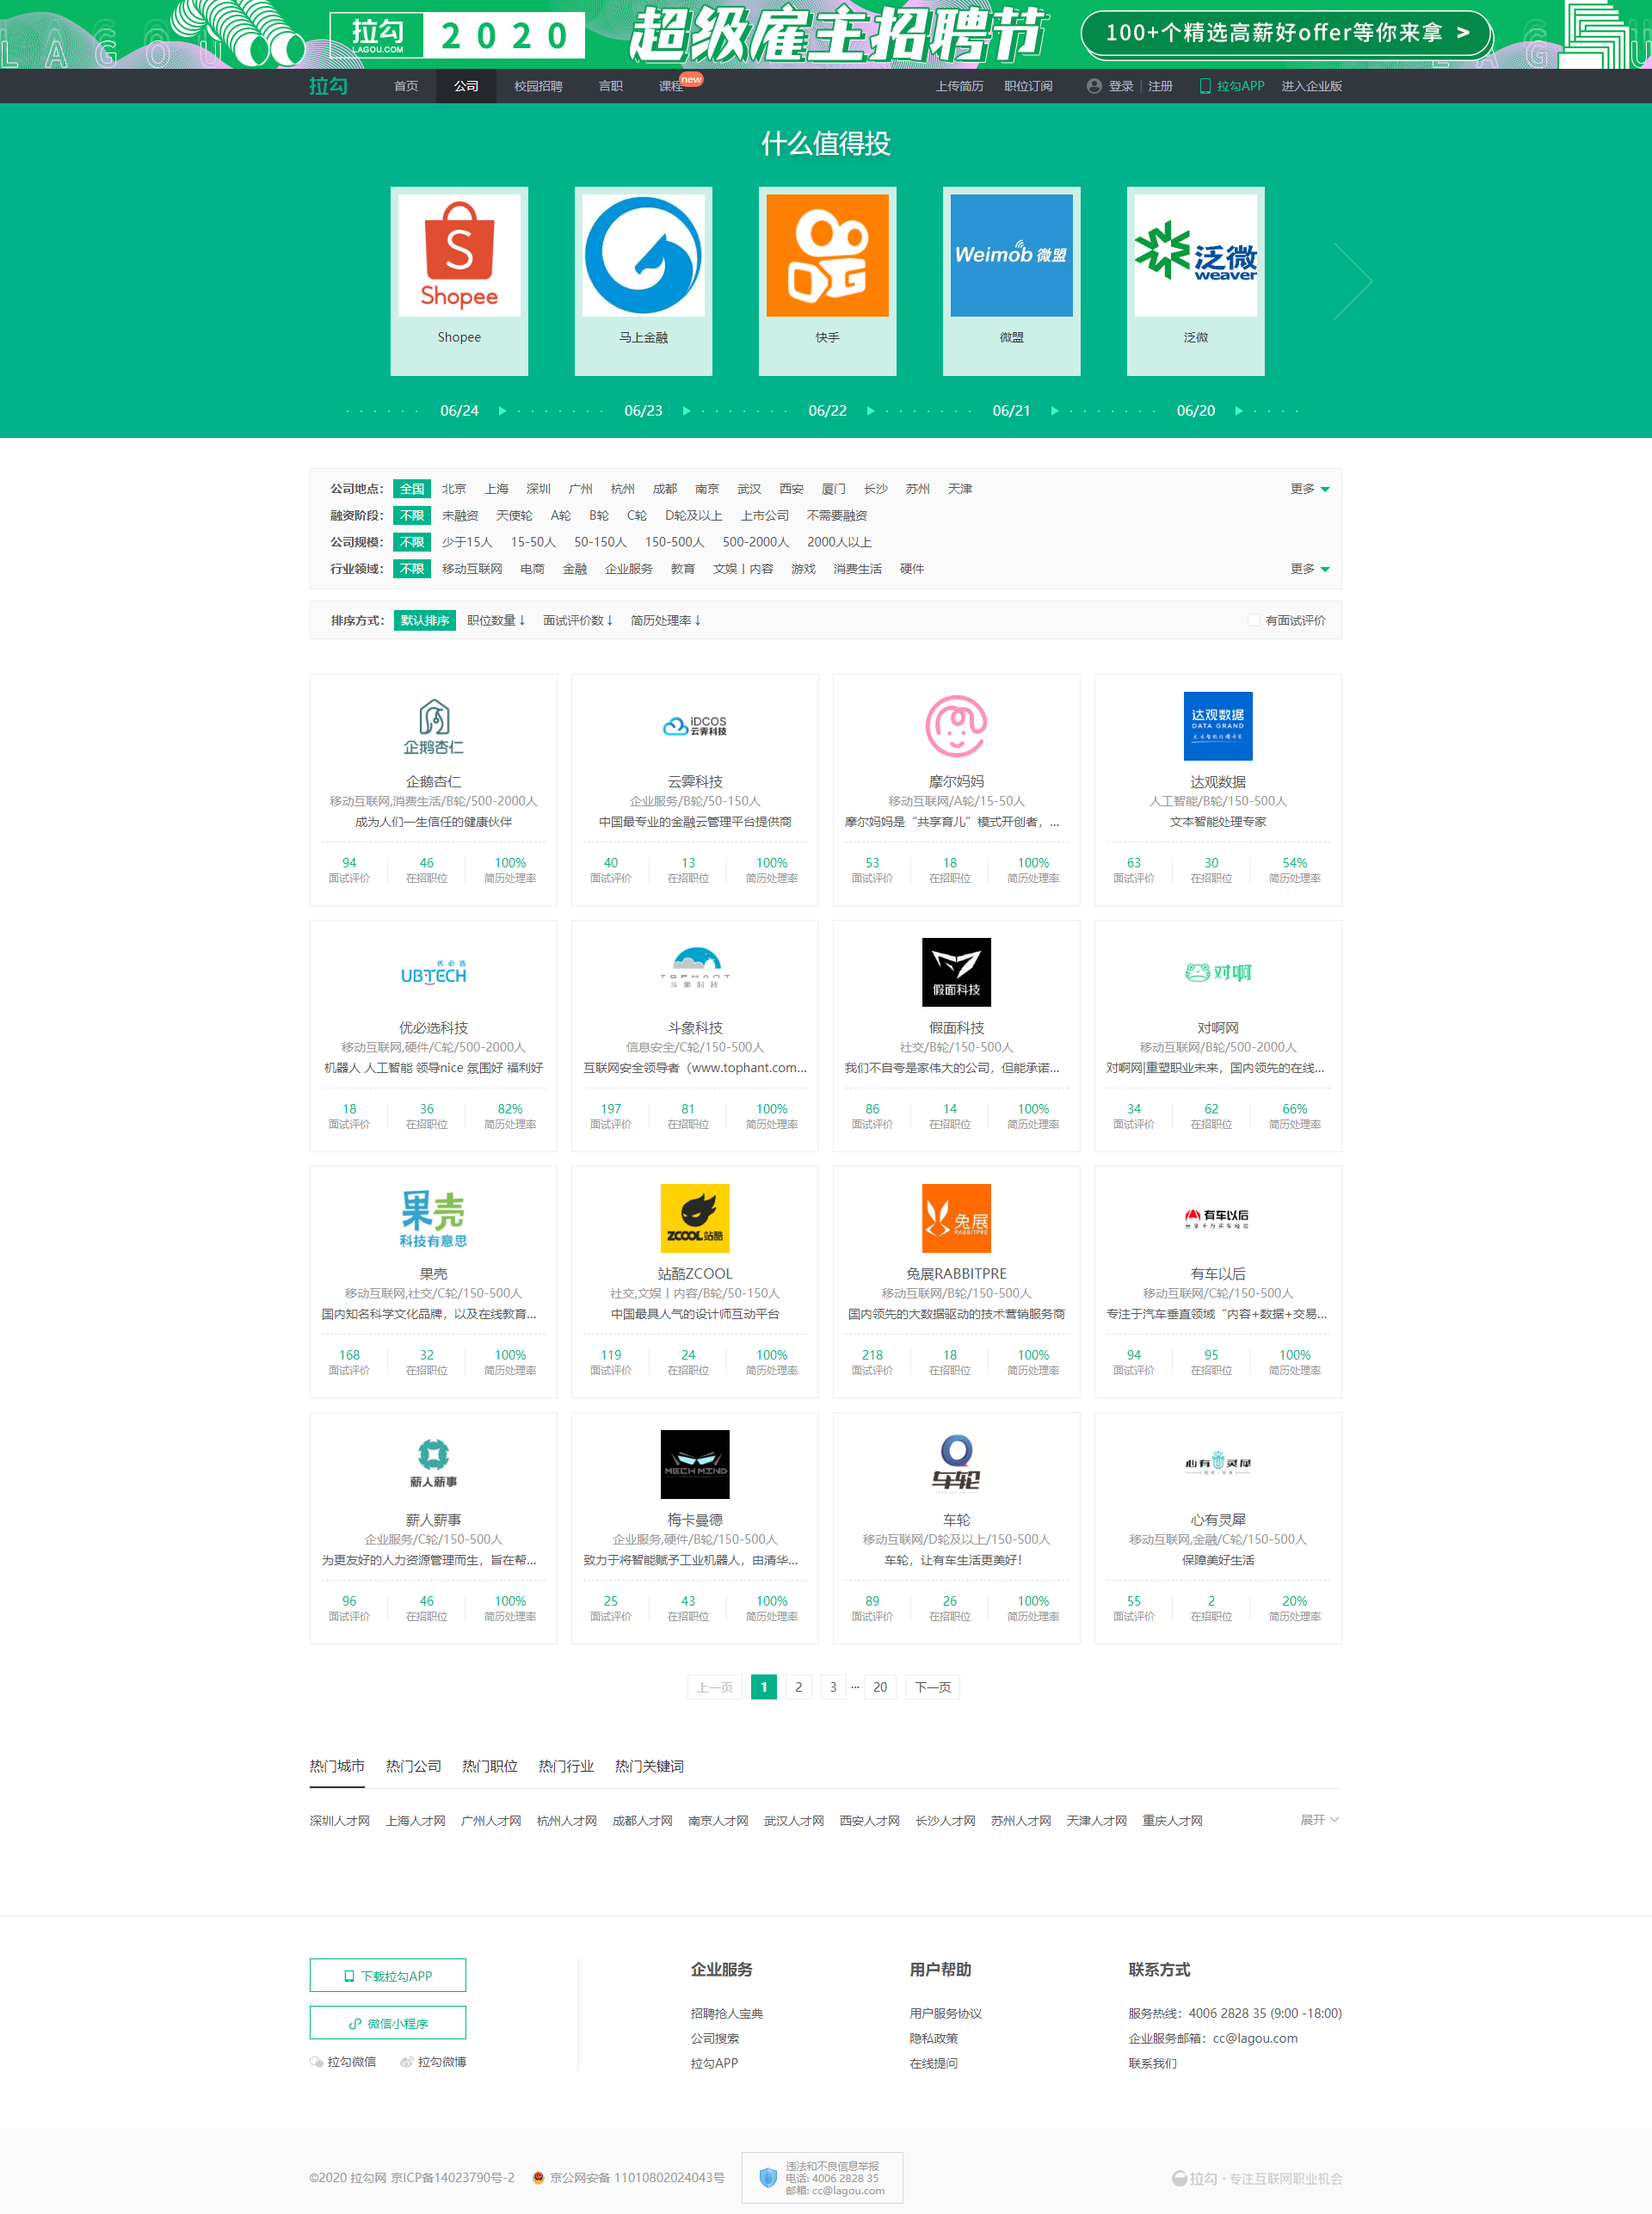 拉勾 LAGOU.COM 2020 超级雇主招聘节 100+个精选高薪好offer等你来拿 >
拉勾 首页 公司 校园招聘 言职 课程 new 上传简历 职位订阅 登录 | 注册 拉勾APP 进入企业版
什么值得投
Shopee Weimob 微盟 泛微 weaver
Shopee 马上金融 快手 微盟 泛微
06/24 06/23 06/22 06/21 06/20
公司地点： 全国 北京 上海 深圳 广州 杭州 成都 南京 武汉 西安 厦门 长沙 苏州 天津 更多
融资阶段： 不限 未融资 天使轮 A轮 B轮 C轮 D轮及以上 上市公司 不需要融资
公司规模： 不限 少于15人 15-50人 50-150人 150-500人 500-2000人 2000人以上
行业领域： 不限 移动互联网 电商 金融 企业服务 教育 文娱丨内容 游戏 消费生活 硬件 更多
排序方式： 默认排序 职位数量↓ 面试评价数↓ 简历处理率↓ 有面试评价
企鹅杏仁 iDCOS 云霁科技 达观数据 DATA GRAND
企鹅杏仁 云霁科技 摩尔妈妈 达观数据
移动互联网,消费生活/B轮/500-2000人 企业服务/B轮/50-150人 移动互联网/A轮/15-50人 人工智能/B轮/150-500人
成为人们一生信任的健康伙伴 中国最专业的金融云管理平台提供商 摩尔妈妈是“共享育儿”模式开创者，... 文本智能处理专家
94 46 100% 40 13 100% 53 18 100% 63 30 54%
面试评价 在招职位 简历处理率 面试评价 在招职位 简历处理率 面试评价 在招职位 简历处理率 面试评价 在招职位 简历处理率
优必选 UBTECH TOPHANT 斗象科技 假面科技 对啊
优必选科技 斗象科技 假面科技 对啊网
移动互联网,硬件/C轮/500-2000人 信息安全/C轮/150-500人 社交/B轮/150-500人 移动互联网/B轮/500-2000人
机器人 人工智能 领导nice 氛围好 福利好 互联网安全领导者（www.tophant.com... 我们不自夸是家伟大的公司，但能承诺... 对啊网|重塑职业未来，国内领先的在线...
18 36 82% 197 81 100% 86 14 100% 34 62 66%
面试评价 在招职位 简历处理率 面试评价 在招职位 简历处理率 面试评价 在招职位 简历处理率 面试评价 在招职位 简历处理率
果壳 科技有意思 ZCOOL站酷 兔展 RABBITPRE 有车以后
果壳 站酷ZCOOL 兔展RABBITPRE 有车以后
移动互联网,社交/C轮/150-500人 社交,文娱丨内容/B轮/50-150人 移动互联网/B轮/150-500人 移动互联网/C轮/150-500人
国内知名科学文化品牌，以及在线教育... 中国最具人气的设计师互动平台 国内领先的大数据驱动的技术营销服务商 专注于汽车垂直领域“内容+数据+交易...
168 32 100% 119 24 100% 218 18 100% 94 95 100%
面试评价 在招职位 简历处理率 面试评价 在招职位 简历处理率 面试评价 在招职位 简历处理率 面试评价 在招职位 简历处理率
薪人薪事 MECH MIND 车轮 心有灵犀
薪人薪事 梅卡曼德 车轮 心有灵犀
企业服务/C轮/150-500人 企业服务,硬件/B轮/150-500人 移动互联网/D轮及以上/150-500人 移动互联网,金融/C轮/150-500人
为更友好的人力资源管理而生，旨在帮... 致力于将智能赋予工业机器人，由清华... 车轮，让有车生活更美好！ 保障美好生活
96 46 100% 25 43 100% 89 26 100% 55 2 20%
面试评价 在招职位 简历处理率 面试评价 在招职位 简历处理率 面试评价 在招职位 简历处理率 面试评价 在招职位 简历处理率
上一页 1 2 3 ··· 20 下一页
热门城市 热门公司 热门职位 热门行业 热门关键词
深圳人才网 上海人才网 广州人才网 杭州人才网 成都人才网 南京人才网 武汉人才网 西安人才网 长沙人才网 苏州人才网 天津人才网 重庆人才网 展开
下载拉勾APP 企业服务 用户帮助 联系方式
招聘抢人宝典 用户服务协议 服务热线：4006 2828 35 (9:00 -18:00)
微信小程序 公司搜索 隐私政策 企业服务邮箱：cc@lagou.com
拉勾微信 拉勾微博 拉勾APP 在线提问 联系我们
©2020 拉勾网 京ICP备14023790号-2 京公网安备 11010802024043号
违法和不良信息举报
电话: 4006 2828 35
邮箱: cc@lagou.com
拉勾·专注互联网职业机会